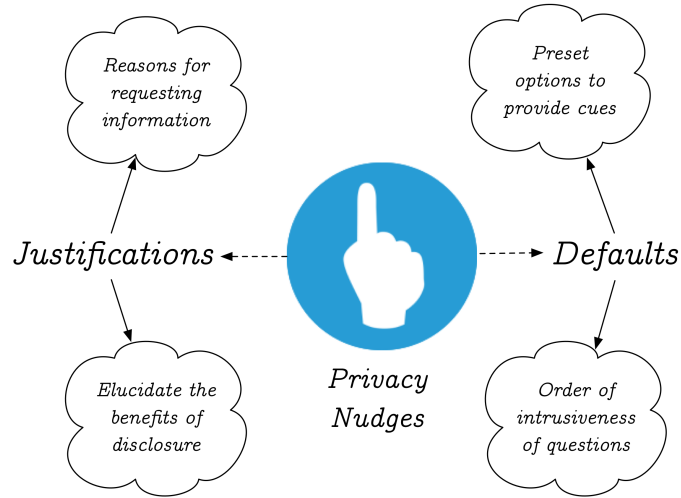 Reasons for
requesting
information
Preset
options to
provide cues
Justifications
Defaults
Privacy
Nudges
Elucidate the
benefits of
disclosure
Order of
intrusiveness
of questions